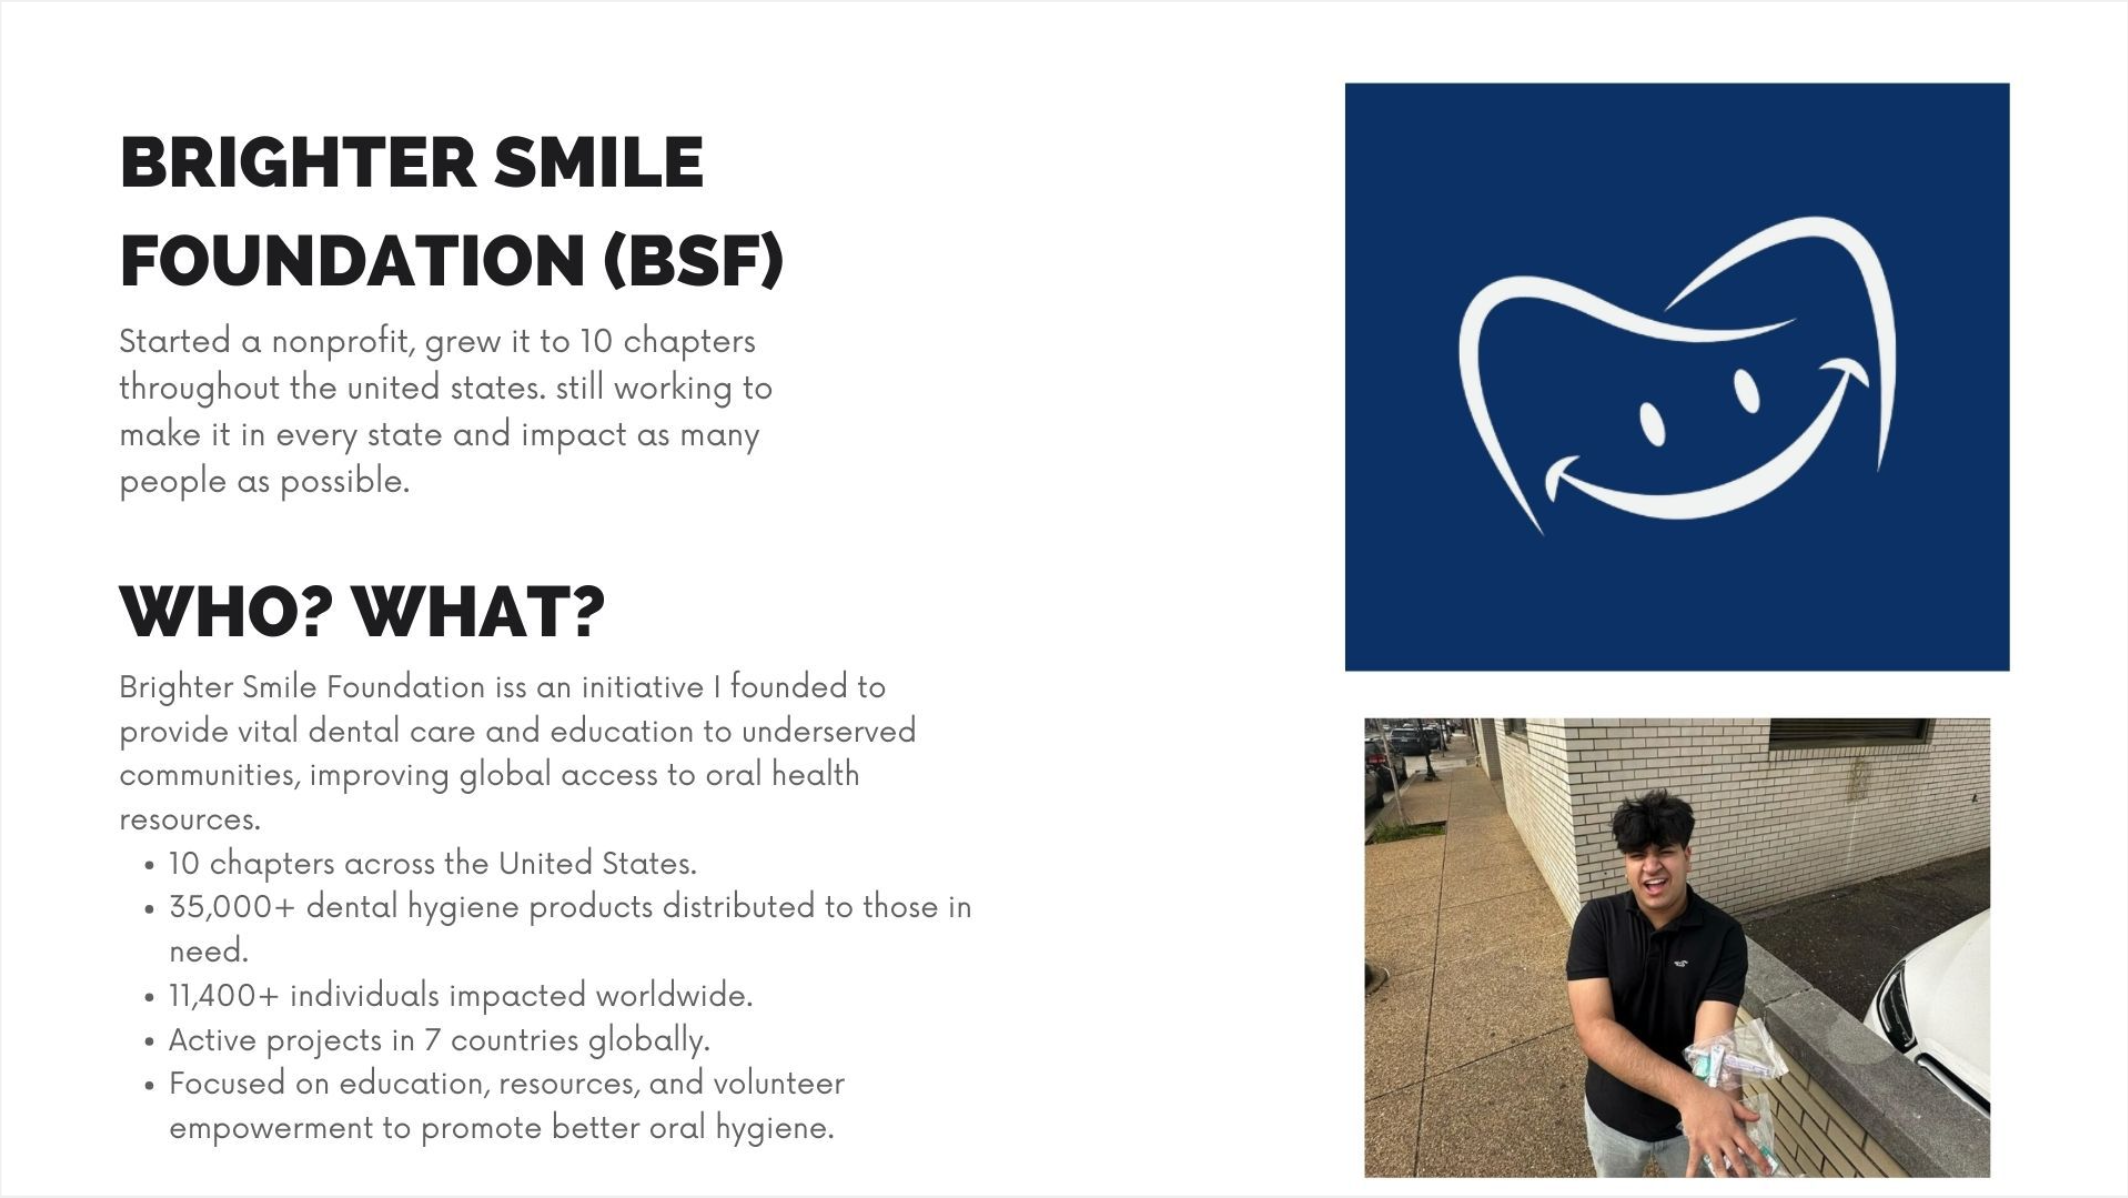 BRIGHTER SMILE
FOUNDATION (BSF)
Started a nonprofit, grew it to 10 chapters
throughout the united states. still working to
make it in every state and impact as many
people as possible.
WHO? WHAT?
Brighter Smile Foundation iss an initiative I founded to
provide vital dental care and education to underserved
communities, improving global access to oral health
resources.
• 10 chapters across the United States.
• 35,000+ dental hygiene products distributed to those in
need.
• 11,400+ individuals impacted worldwide.
• Active projects in 7 countries globally.
• Focused on education, resources, and volunteer
empowerment to promote better oral hygiene.